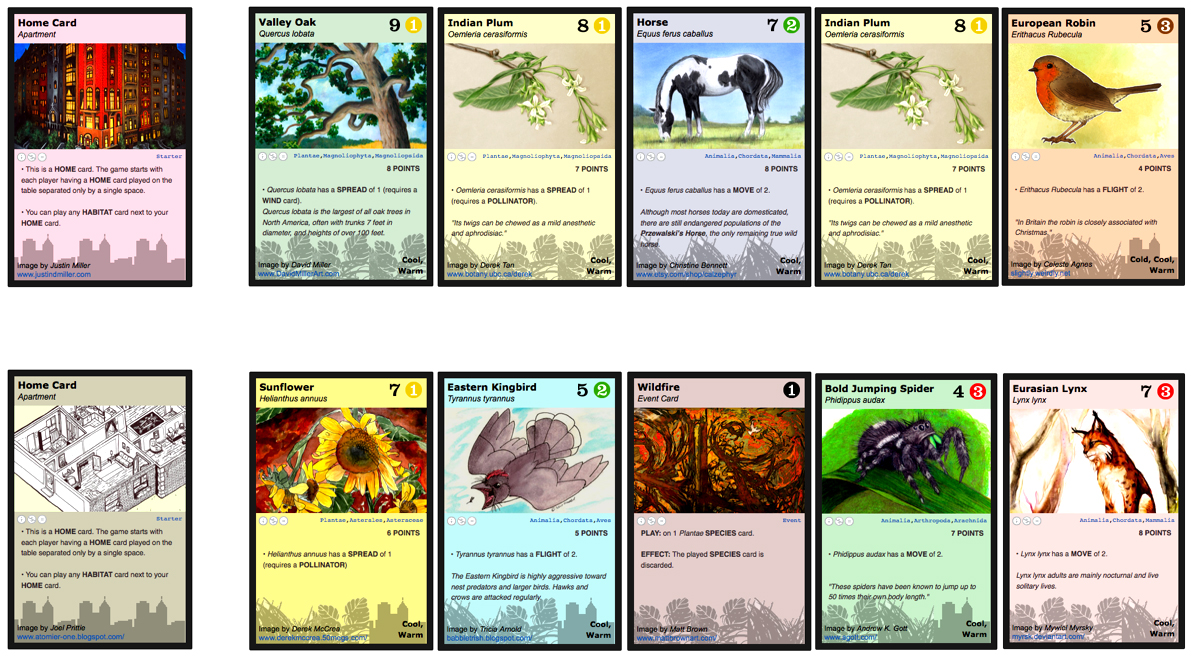 Home Card
Apartment
Starter
• This is a HOME card. The game starts with
each player having a HOME card played on the
table separated only by a single space.
• You can play any HABITAT card next to your
HOME card.
Image by Justin Miller
www.justindmiller.com
Valley Oak 9 1
Quercus lobata
Plantae,Magnoliophyta,Magnoliopsida
8 POINTS
• Quercus lobata has a SPREAD of 1 (requires a
WIND card).
Quercus lobata is the largest of all oak trees in
North America, often with trunks 7 feet in
diameter, and heights of over 100 feet.
Cool,
Warm
Image by David Miller
www.DavidMillerArt.com
Indian Plum 8 1
Oemleria cerasiformis
Plantae,Magnoliophyta,Magnoliopsida
7 POINTS
• Oemleria cerasiformis has a SPREAD of 1
(requires a POLLINATOR).
"Its twigs can be chewed as a mild anesthetic
and aphrodisiac."
Cool,
Warm
Image by Derek Tan
www.botany.ubc.ca/derek
Horse 7 2
Equus ferus caballus
Animalia,Chordata,Mammalia
8 POINTS
• Equus ferus caballus has a MOVE of 2.
Although most horses today are domesticated,
there are still endangered populations of the
Przewalski's Horse, the only remaining true wild
horse.
Cool,
Warm
Image by Christine Bennett
www.etsy.com/shop/calzephyr
Indian Plum 8 1
Oemleria cerasiformis
Plantae,Magnoliophyta,Magnoliopsida
7 POINTS
• Oemleria cerasiformis has a SPREAD of 1
(requires a POLLINATOR).
"Its twigs can be chewed as a mild anesthetic
and aphrodisiac."
Cool,
Warm
Image by Derek Tan
www.botany.ubc.ca/derek
European Robin 5 3
Erithacus Rubecula
Animalia,Chordata,Aves
4 POINTS
• Erithacus Rubecula has a FLIGHT of 2.
"In Britain the robin is closely associated with
Christmas."
Cold, Cool,
Warm
Image by Celeste Agnes
slightly.weirdly.net
Home Card
Apartment
Starter
• This is a HOME card. The game starts with
each player having a HOME card played on the
table separated only by a single space.
• You can play any HABITAT card next to your
HOME card.
Image by Joel Prittie
www.atomier-one.blogspot.com/
Sunflower 7 1
Helianthus annuus
Plantae,Asterales,Asteraceae
6 POINTS
• Helianthus annuus has a SPREAD of 1
(requires a POLLINATOR)
Cool,
Warm
Image by Derek McCrea
www.derekmccrea.50megs.com/
Eastern Kingbird 5 2
Tyrannus tyrannus
Animalia,Chordata,Aves
5 POINTS
• Tyrannus tyrannus has a FLIGHT of 2.
The Eastern Kingbird is highly aggressive toward
nest predators and larger birds. Hawks and
crows are attacked regularly.
Cool,
Warm
Image by Tricia Arnold
babbletrish.blogspot.com/
Wildfire 1
Event Card
Event
PLAY: on 1 Plantae SPECIES card.
EFFECT: The played SPECIES card is
discarded.
Image by Matt Brown
Bold Jumping Spider 4 3
Phidippus audax
Animalia,Arthropoda,Arachnida
7 POINTS
• Phidippus audax has a MOVE of 2.
"These spiders have been known to jump up to
50 times their own body length."
Cool,
Warm
Image by Andrew K. Gott
Eurasian Lynx 7 3
Lynx lynx
Animalia,Chordata,Mammalia
8 POINTS
• Lynx lynx has a MOVE of 2.
Lynx lynx adults are mainly nocturnal and live
solitary lives.
Cool,
Warm
Image by Mywiol Myrsky
myrsk.deviantart.com/